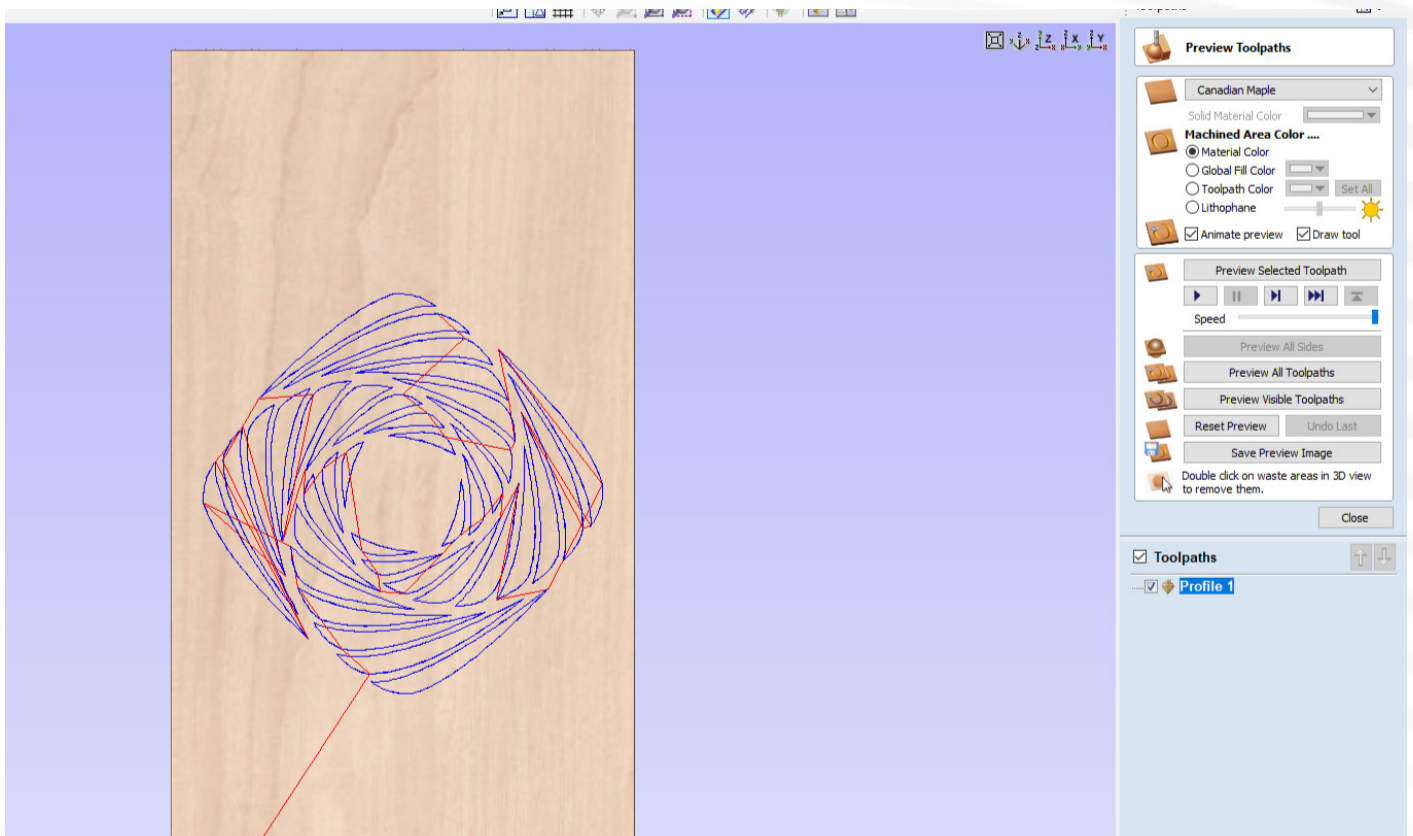 Preview Toolpaths
Canadian Maple
Solid Material Color
Machined Area Color ....
Material Color
Global Fill Color
Toolpath Color Set All
Lithophane
Animate preview Draw tool
Preview Selected Toolpath
Speed
Preview All Sides
Preview All Toolpaths
Preview Visible Toolpaths
Reset Preview Undo Last
Save Preview Image
Double click on waste areas in 3D view
to remove them.
Close
Toolpaths
Profile 1